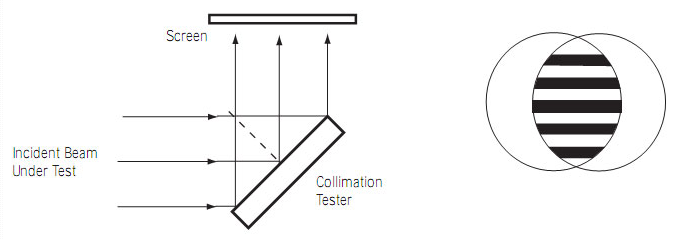 Screen
Incident Beam
Under Test
Collimation
Tester